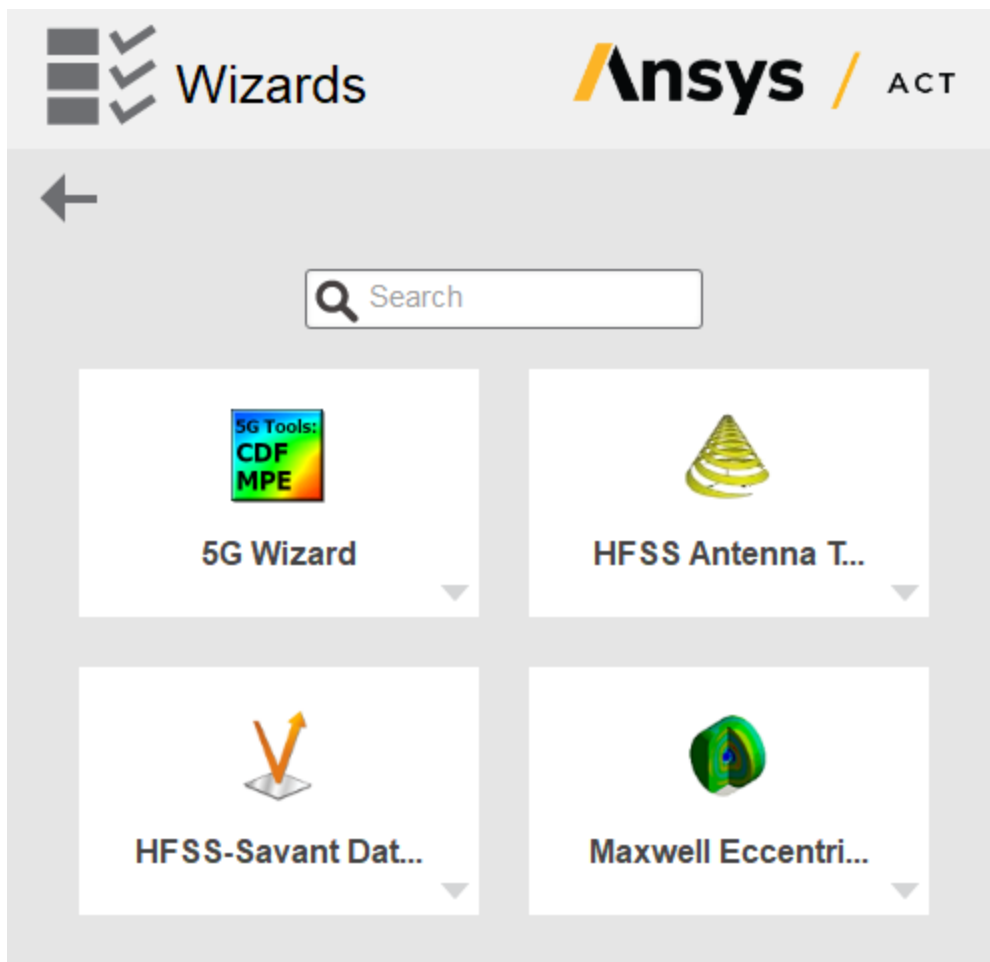 Wizards
Ansys / ACT
Search
5G Tools:
CDF
MPE
5G Wizard
HFSS Antenna T...
HFSS-Savant Dat...
Maxwell Eccentri...